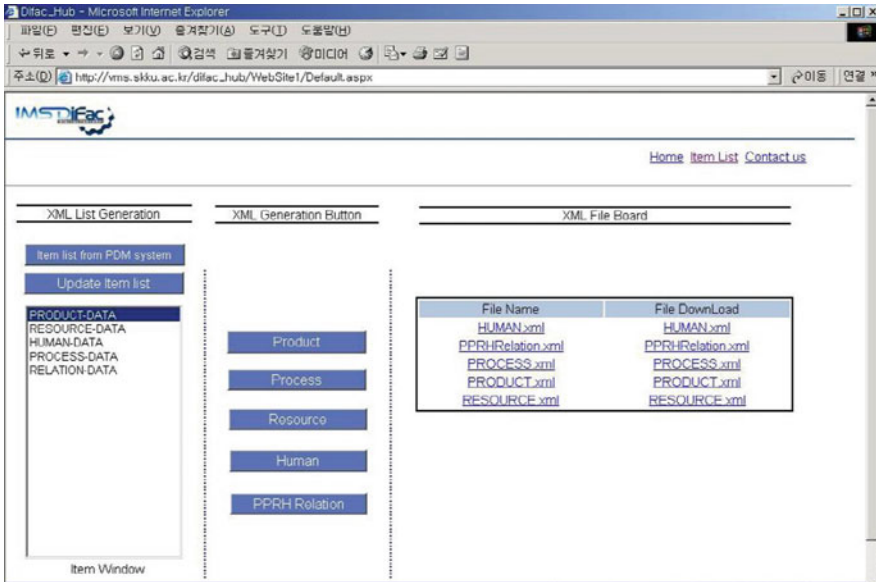 Difac_Hub - Microsoft Internet Explorer
파일(F) 편집(E) 보기(V) 즐겨찾기(A) 도구(T) 도움말(H)
뒤로 검색 즐겨찾기 미디어
주소(D) http://vms.skku.ac.kr/difac_hub/WebSite1/Default.aspx 이동 연결 »
IMS DiFac
Home Item List Contact us
XML List Generation
Item list from PDM system
Update Item list
PRODUCT-DATA
RESOURCE-DATA
HUMAN-DATA
PROCESS-DATA
RELATION-DATA
Item Window
XML Generation Button
Product
Process
Resource
Human
PPRH Rolation
XML File Board
File Name File DownLoad
HUMAN.xml HUMAN.xml
PPRHRelation.xml PPRHRelation.xml
PROCESS.xml PROCESS.xml
PRODUCT.xml PRODUCT.xml
RESOURCE.xml RESOURCE.xml